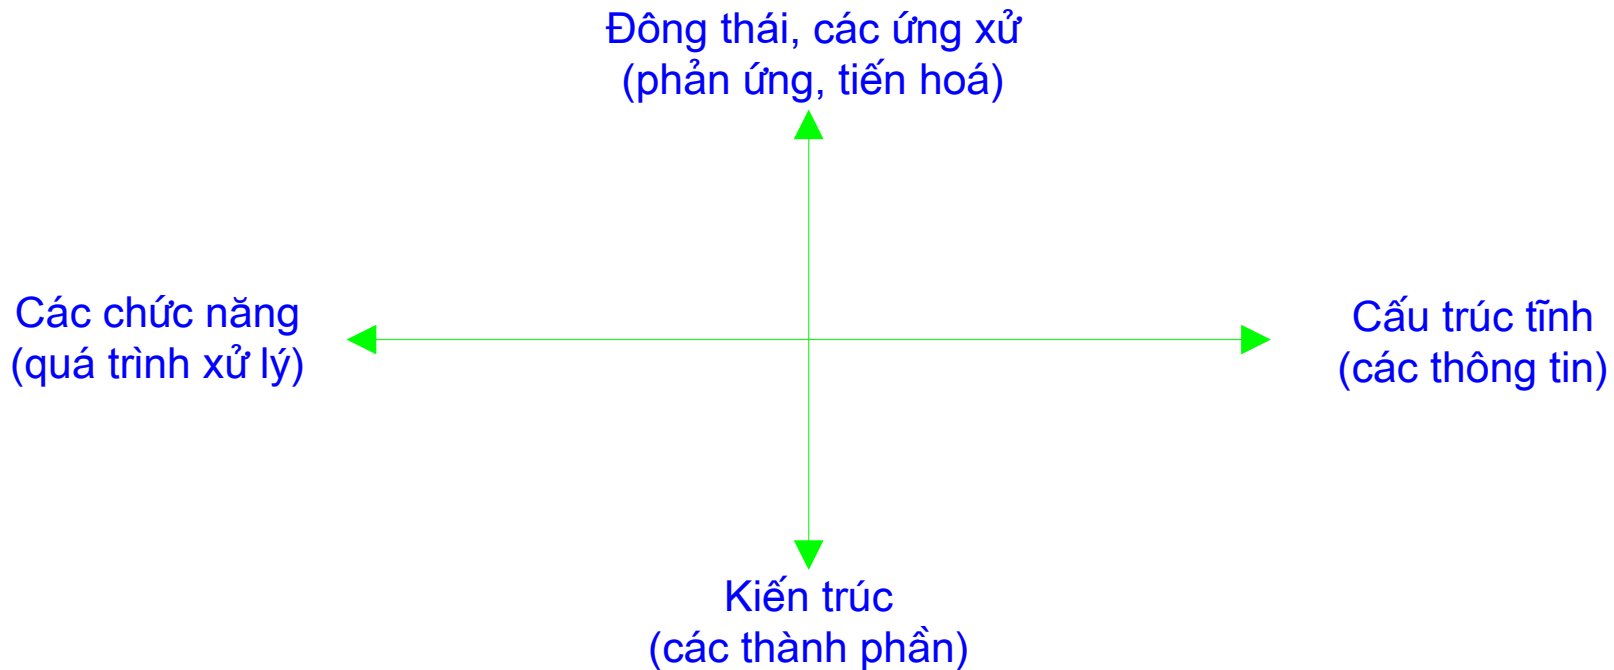 Đông thái, các ứng xử
(phản ứng, tiến hoá)
Các chức năng
(quá trình xử lý)
Cấu trúc tĩnh
(các thông tin)
Kiến trúc
(các thành phần)